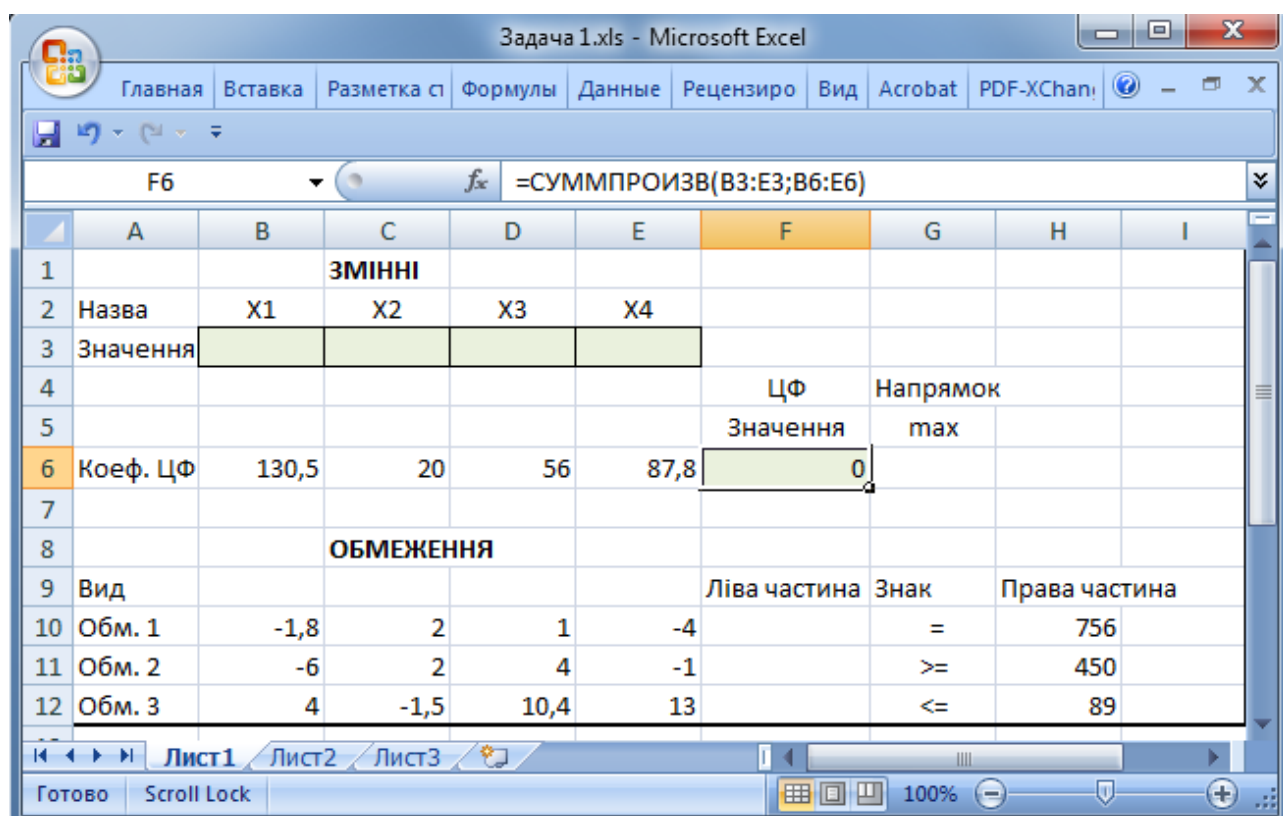 Задача 1.xls - Microsoft Excel
Главная Вставка Разметка ст Формулы Данные Рецензиро Вид Acrobat PDF-XChang
F6 fx =СУММПРОИЗВ(B3:E3;B6:E6)
A B C D E F G H I
1 ЗМІННІ
2 Назва X1 X2 X3 X4
3 Значення
4 ЦФ Напрямок
5 Значення max
6 Коеф. ЦФ 130,5 20 56 87,8 0
7
8 ОБМЕЖЕННЯ
9 Вид Ліва частина Знак Права частина
10 Обм. 1 -1,8 2 1 -4 = 756
11 Обм. 2 -6 2 4 -1 >= 450
12 Обм. 3 4 -1,5 10,4 13 <= 89
Лист1 Лист2 Лист3
Готово Scroll Lock 100%